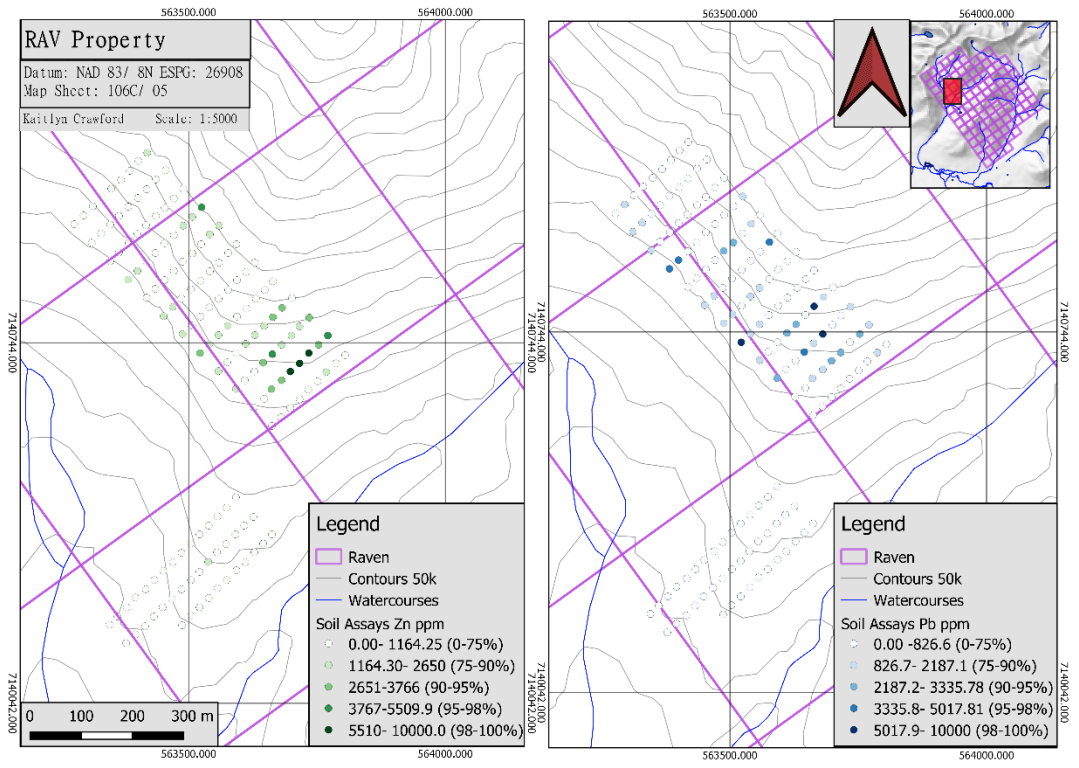 563500.000
564000.000
563500.000
564000.000
RAV Property
Datum: NAD 83/ 8N ESPG: 26908
Map Sheet: 106C/ 05
Kaitlyn Crawford Scale: 1:5000
7140744.000
7140744.000
Legend
Raven
Contours 50k
Watercourses
Soil Assays Zn ppm
0.00- 1164.25 (0-75%)
1164.30- 2650 (75-90%)
2651-3766 (90-95%)
3767-5509.9 (95-98%)
5510- 10000.0 (98-100%)
Legend
Raven
Contours 50k
Watercourses
Soil Assays Pb ppm
0.00 -826.6 (0-75%)
826.7- 2187.1 (75-90%)
2187.2- 3335.78 (90-95%)
3335.8- 5017.81 (95-98%)
5017.9- 10000 (98-100%)
7140042.000
7140042.000
0 100 200 300 m
563500.000
564000.000
563500.000
564000.000